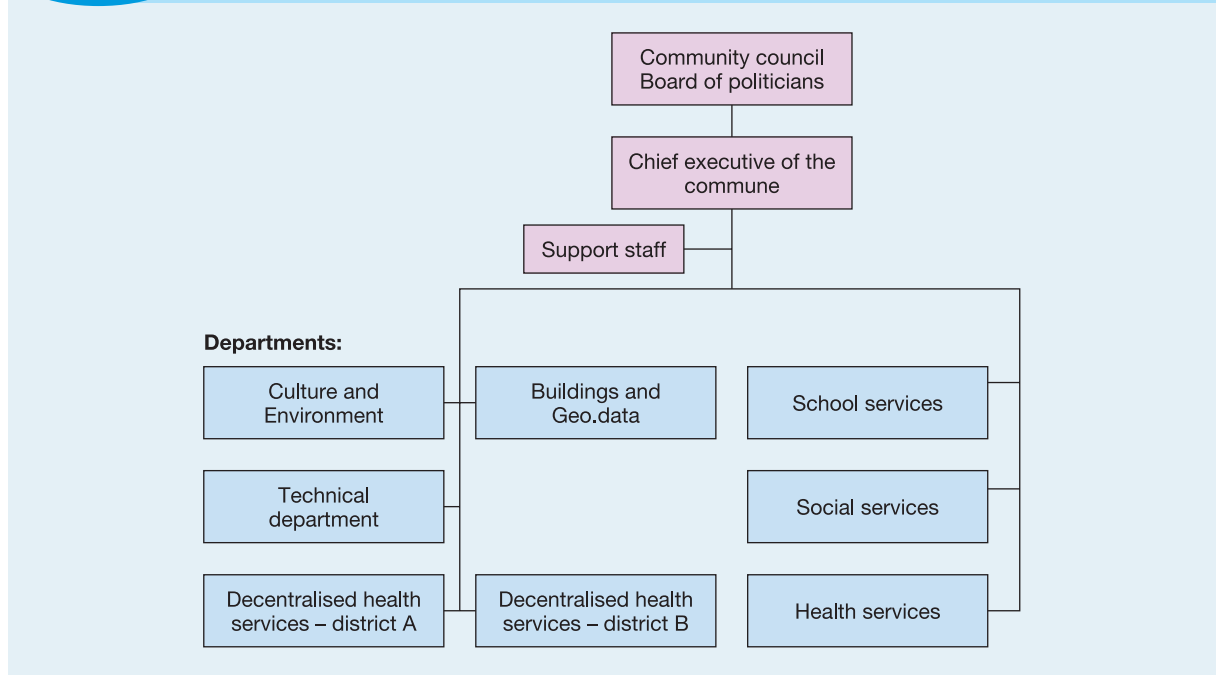 Community council
Board of politicians
Chief executive of the
commune
Support staff
Departments:
Culture and
Environment
Buildings and
Geo.data
School services
Technical
department
Social services
Decentralised health
services – district A
Decentralised health
services – district B
Health services